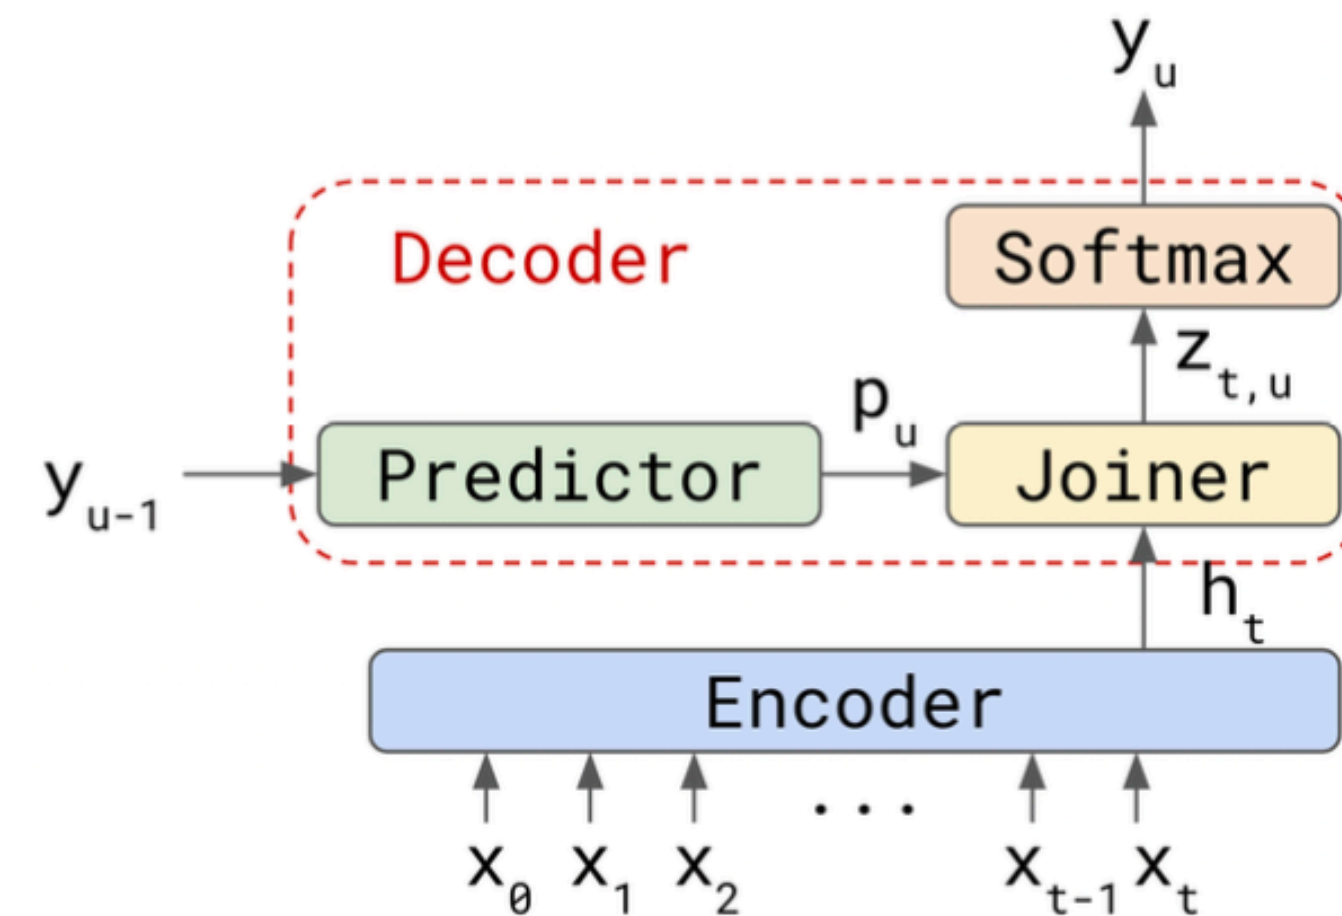 y_u
Decoder
Softmax
z_t,u
p_u
y_u-1
Predictor
Joiner
h_t
Encoder
...
x_0 x_1 x_2 x_t-1 x_t